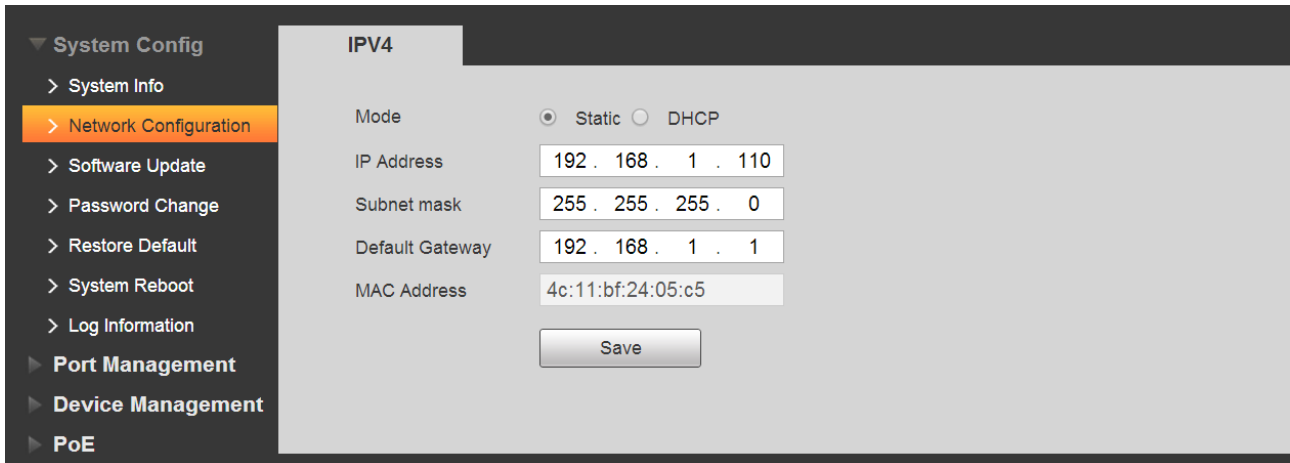 System Config
System Info
Network Configuration
Software Update
Password Change
Restore Default
System Reboot
Log Information
Port Management
Device Management
PoE
IPV4
Mode Static DHCP
IP Address 192 . 168 . 1 . 110
Subnet mask 255 . 255 . 255 . 0
Default Gateway 192 . 168 . 1 . 1
MAC Address 4c:11:bf:24:05:c5
Save